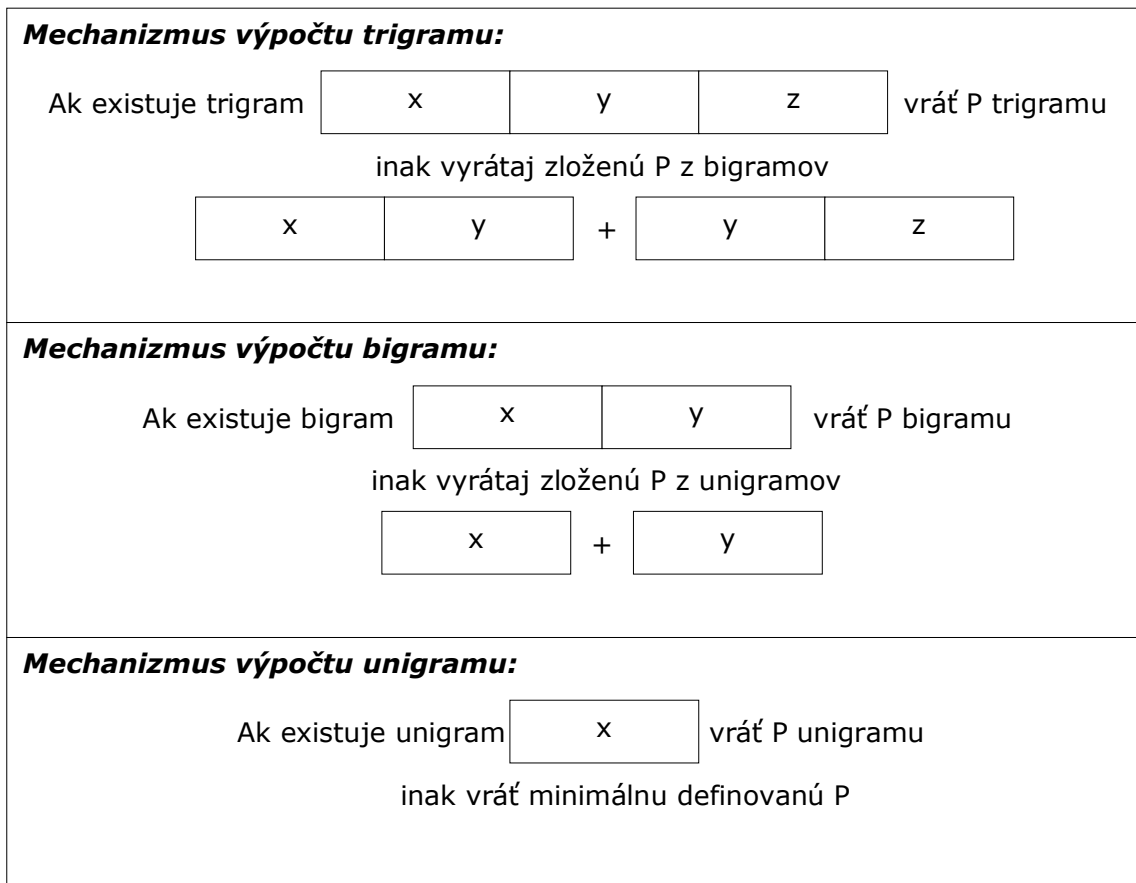 Mechanizmus výpočtu trigramu:
Ak existuje trigram x y z vráť P trigramu
inak vyrátaj zloženú P z bigramov
x y + y z
Mechanizmus výpočtu bigramu:
Ak existuje bigram x y vráť P bigramu
inak vyrátaj zloženú P z unigramov
x + y
Mechanizmus výpočtu unigramu:
Ak existuje unigram x vráť P unigramu
inak vráť minimálnu definovanú P